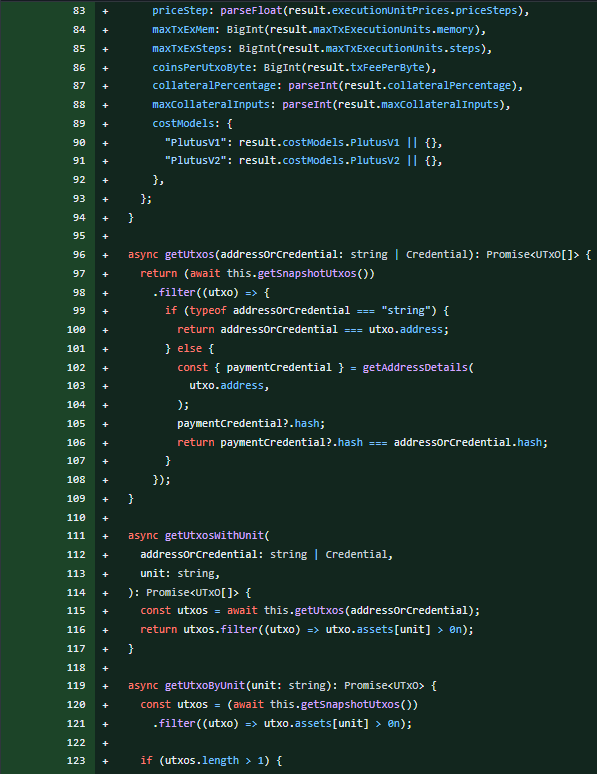 83 + priceStep: parseFloat(result.executionUnitPrices.priceSteps),
84 + maxTxExMem: BigInt(result.maxTxExecutionUnits.memory),
85 + maxTxExSteps: BigInt(result.maxTxExecutionUnits.steps),
86 + coinsPerUtxoByte: BigInt(result.txFeePerByte),
87 + collateralPercentage: parseInt(result.collateralPercentage),
88 + maxCollateralInputs: parseInt(result.maxCollateralInputs),
89 + costModels: {
90 + "PlutusV1": result.costModels.PlutusV1 || {},
91 + "PlutusV2": result.costModels.PlutusV2 || {},
92 + },
93 + };
94 + }
95 +
96 + async getUtxos(addressOrCredential: string | Credential): Promise<UTxO[]> {
97 + return (await this.getSnapshotUtxos())
98 + .filter((utxo) => {
99 + if (typeof addressOrCredential === "string") {
100 + return addressOrCredential === utxo.address;
101 + } else {
102 + const { paymentCredential } = getAddressDetails(
103 + utxo.address,
104 + );
105 + paymentCredential?.hash;
106 + return paymentCredential?.hash === addressOrCredential.hash;
107 + }
108 + });
109 + }
110 +
111 + async getUtxosWithUnit(
112 + addressOrCredential: string | Credential,
113 + unit: string,
114 + ): Promise<UTxO[]> {
115 + const utxos = await this.getUtxos(addressOrCredential);
116 + return utxos.filter((utxo) => utxo.assets[unit] > 0n);
117 + }
118 +
119 + async getUtxoByUnit(unit: string): Promise<UTxO> {
120 + const utxos = (await this.getSnapshotUtxos())
121 + .filter((utxo) => utxo.assets[unit] > 0n);
122 +
123 + if (utxos.length > 1) {